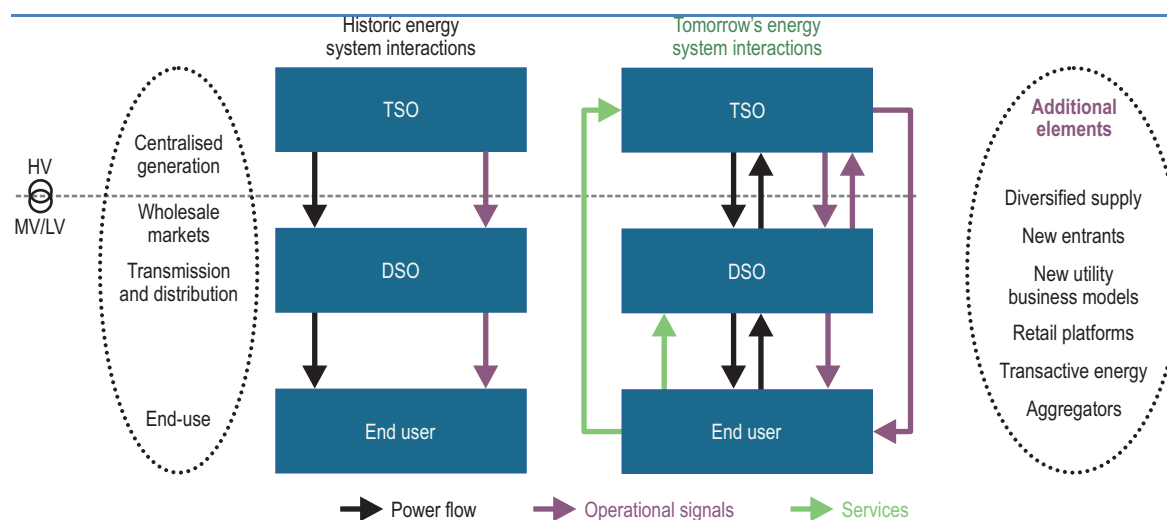 Historic energy
system interactions
Tomorrow's energy
system interactions
TSO
TSO
Additional
elements
Centralised
generation
HV
MV/LV
Wholesale
markets
Diversified supply
New entrants
Transmission
and distribution
DSO
DSO
New utility
business models
Retail platforms
Transactive energy
End-use
End user
End user
Aggregators
Power flow
Operational signals
Services